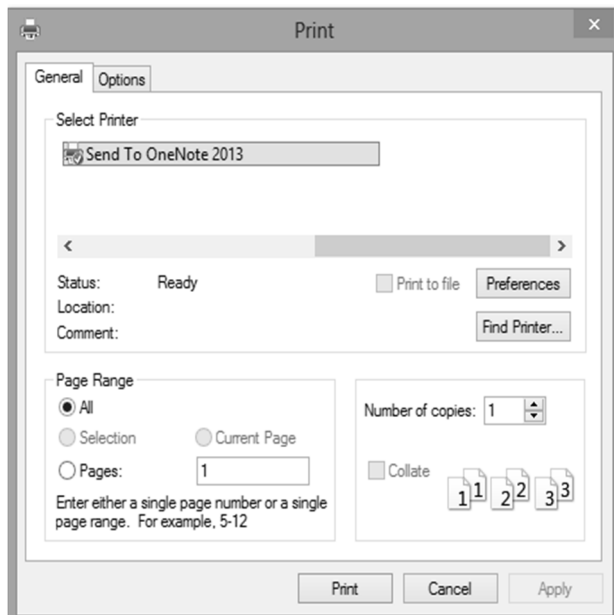 Print
General Options
Select Printer
Send To OneNote 2013
Status: Ready
Print to file
Preferences
Location:
Comment:
Find Printer...
Page Range
All
Selection
Current Page
Pages: 1
Enter either a single page number or a single
page range. For example, 5-12
Number of copies: 1
Collate
1 1 2 2 3 3
Print Cancel Apply